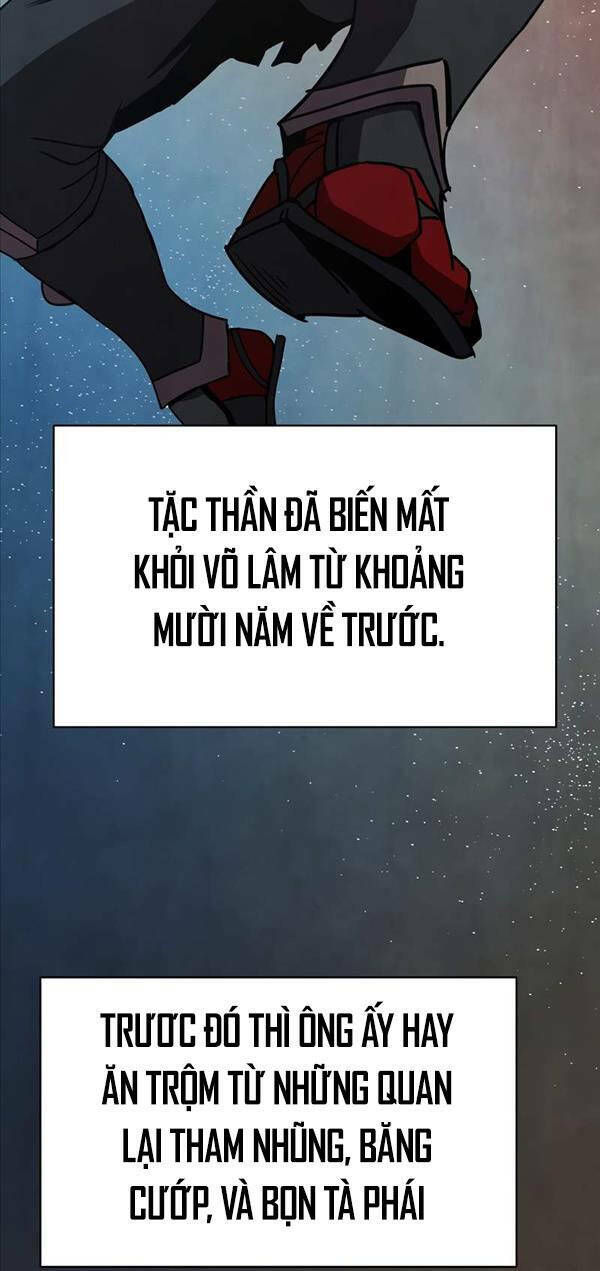 TẶC THẦN ĐÃ BIẾN MẤT
KHỎI VÕ LÂM TỪ KHOẢNG
MƯỜI NĂM VỀ TRƯỚC.
TRƯƠC ĐÓ THÌ ÔNG ẤY HAY
ĂN TRỘM TỪ NHỮNG QUAN
LẠI THAM NHŨNG, BĂNG
CƯỚP, VÀ BỌN TÀ PHÁI